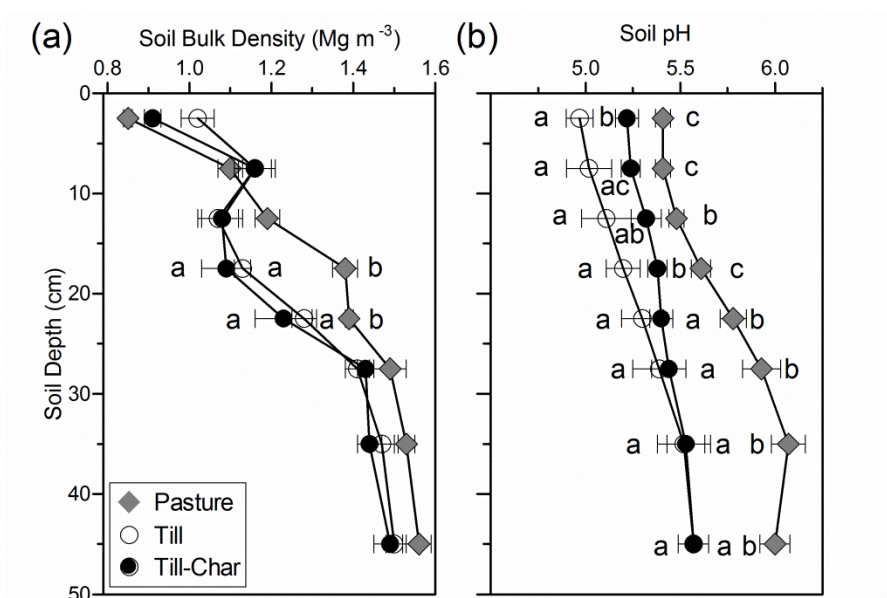 (a) Soil Bulk Density (Mg m⁻³)
0.8 1.0 1.2 1.4 1.6
0
10
20
30
40
50
Soil Depth (cm)
a a b
a a b
Pasture
Till
Till-Char
(b) Soil pH
5.0 5.5 6.0
a b c
a ac c
a ab b
a b c
a a b
a a b
a a b
a a b